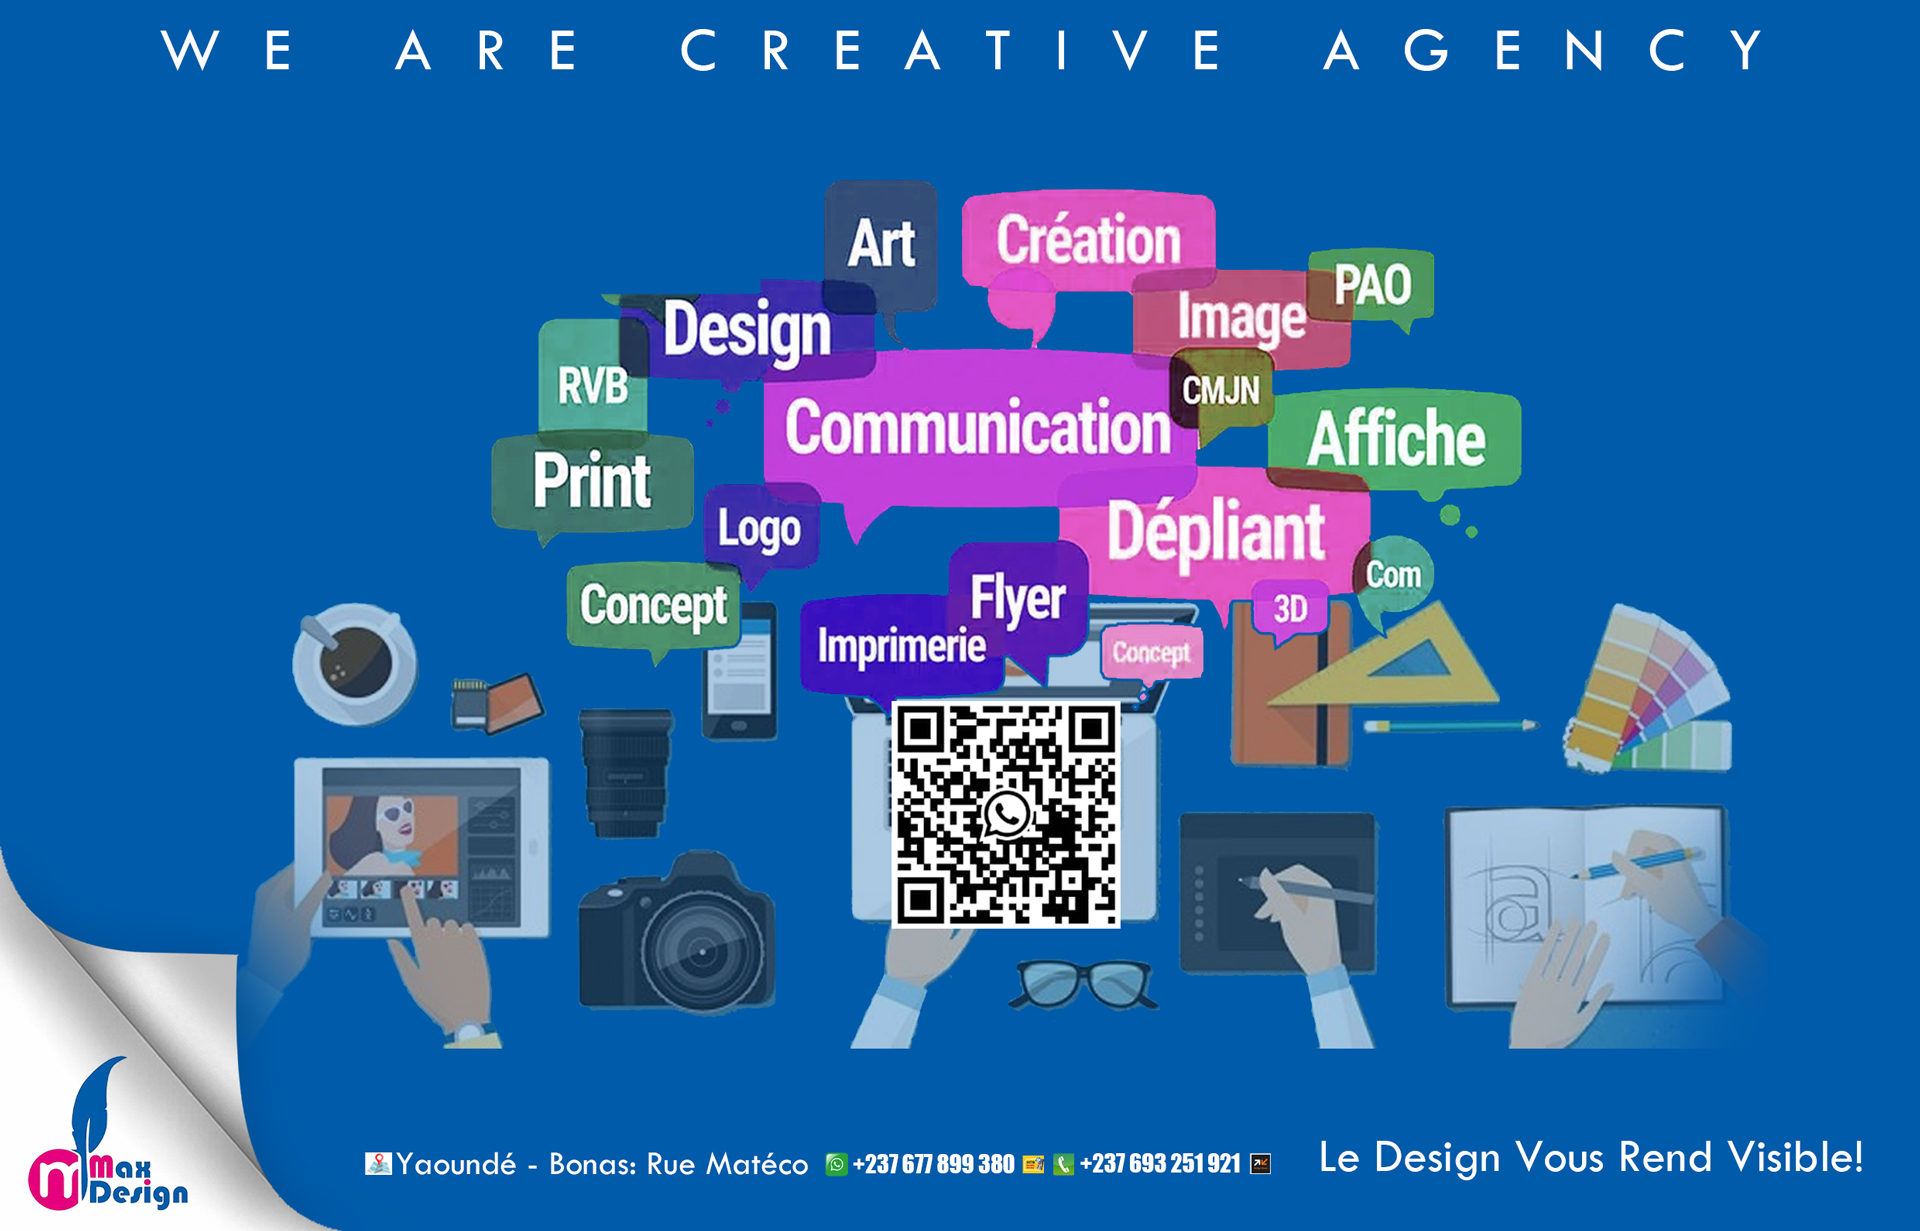 WE ARE CREATIVE AGENCY
Art
Création
PAO
Design
Image
RVB
CMJN
Communication
Affiche
Print
Logo
Dépliant
Com
Concept
Flyer
3D
Imprimerie
Concept
a
Max
Design
Yaoundé - Bonas: Rue Matéco +237 677 899 380 +237 693 251 921
Le Design Vous Rend Visible!